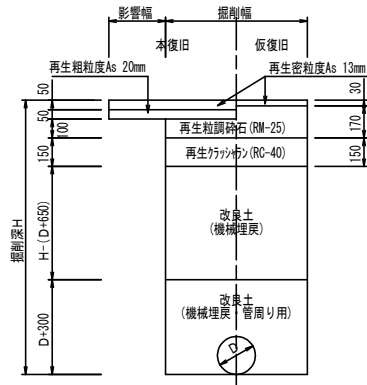 影響幅 掘削幅
本復旧 仮復旧
再生粗粒度As 20mm 再生密粒度As 13mm
50 30
50 170
100
再生粒調砕石(RM-25)
150 再生クラッシャラン(RC-40) 150
掘削深H
H-(D+650)
改良土
(機械埋戻)
D+300
改良土
(機械埋戻・管周り用)
D